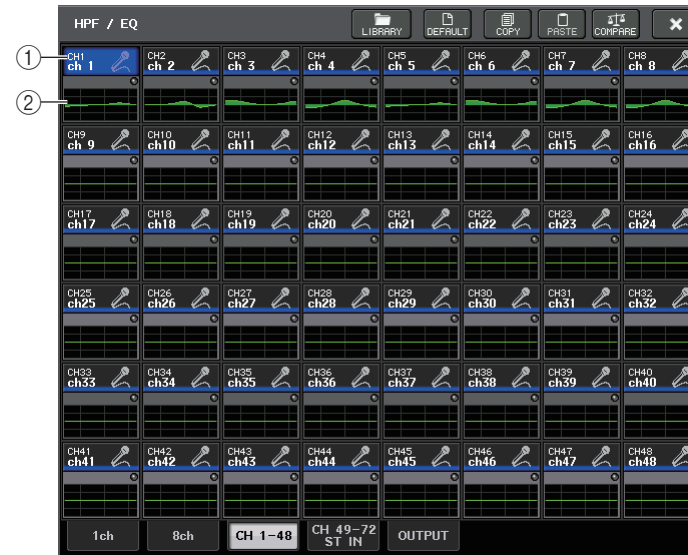 HPF / EQ
LIBRARY DEFAULT COPY PASTE COMPARE ×
① CH1 CH2 CH3 CH4 CH5 CH6 CH7 CH8
ch 1 ch 2 ch 3 ch 4 ch 5 ch 6 ch 7 ch 8
②
CH9 CH10 CH11 CH12 CH13 CH14 CH15 CH16
ch 9 ch10 ch11 ch12 ch13 ch14 ch15 ch16
CH17 CH18 CH19 CH20 CH21 CH22 CH23 CH24
ch17 ch18 ch19 ch20 ch21 ch22 ch23 ch24
CH25 CH26 CH27 CH28 CH29 CH30 CH31 CH32
ch25 ch26 ch27 ch28 ch29 ch30 ch31 ch32
CH33 CH34 CH35 CH36 CH37 CH38 CH39 CH40
ch33 ch34 ch35 ch36 ch37 ch38 ch39 ch40
CH41 CH42 CH43 CH44 CH45 CH46 CH47 CH48
ch41 ch42 ch43 ch44 ch45 ch46 ch47 ch48
1ch 8ch CH 1-48 CH 49-72 OUTPUT
ST IN